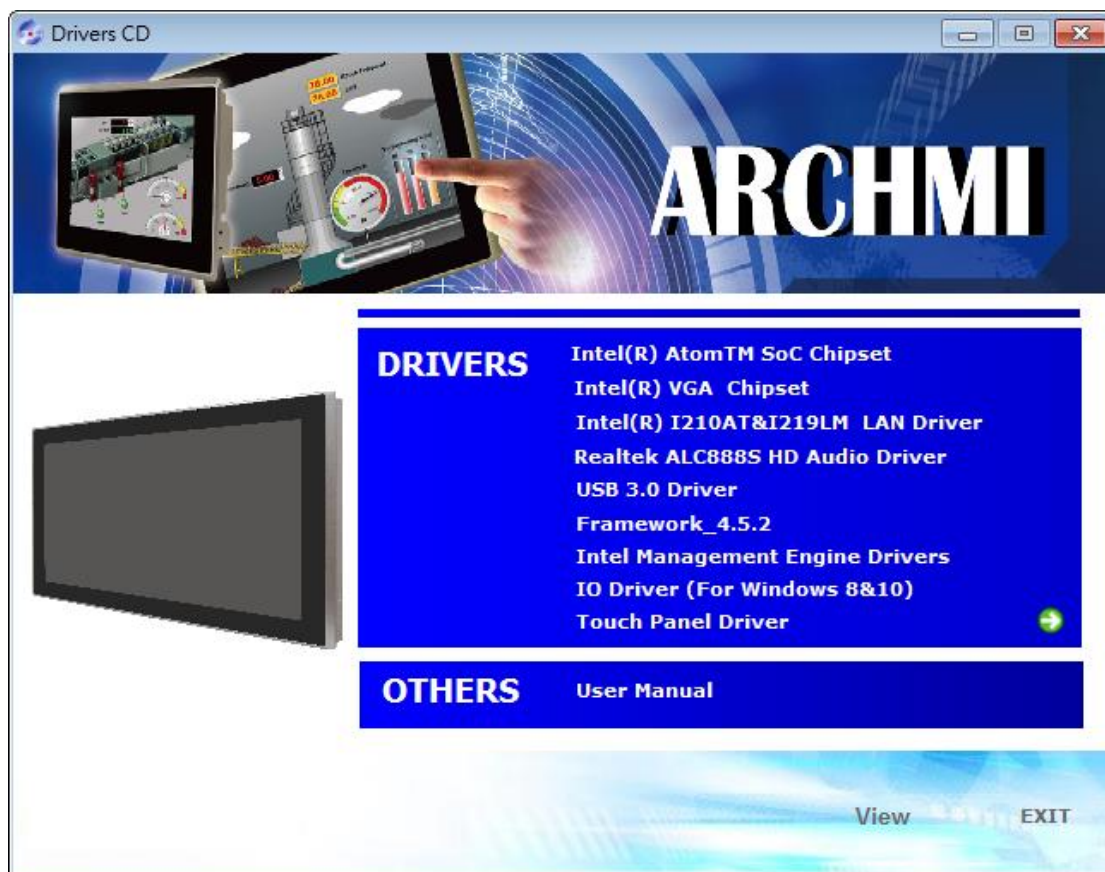 Drivers CD
ARCHMI
DRIVERS
Intel(R) AtomTM SoC Chipset
Intel(R) VGA Chipset
Intel(R) I210AT&I219LM LAN Driver
Realtek ALC888S HD Audio Driver
USB 3.0 Driver
Framework_4.5.2
Intel Management Engine Drivers
IO Driver (For Windows 8&10)
Touch Panel Driver
OTHERS
User Manual
View
EXIT